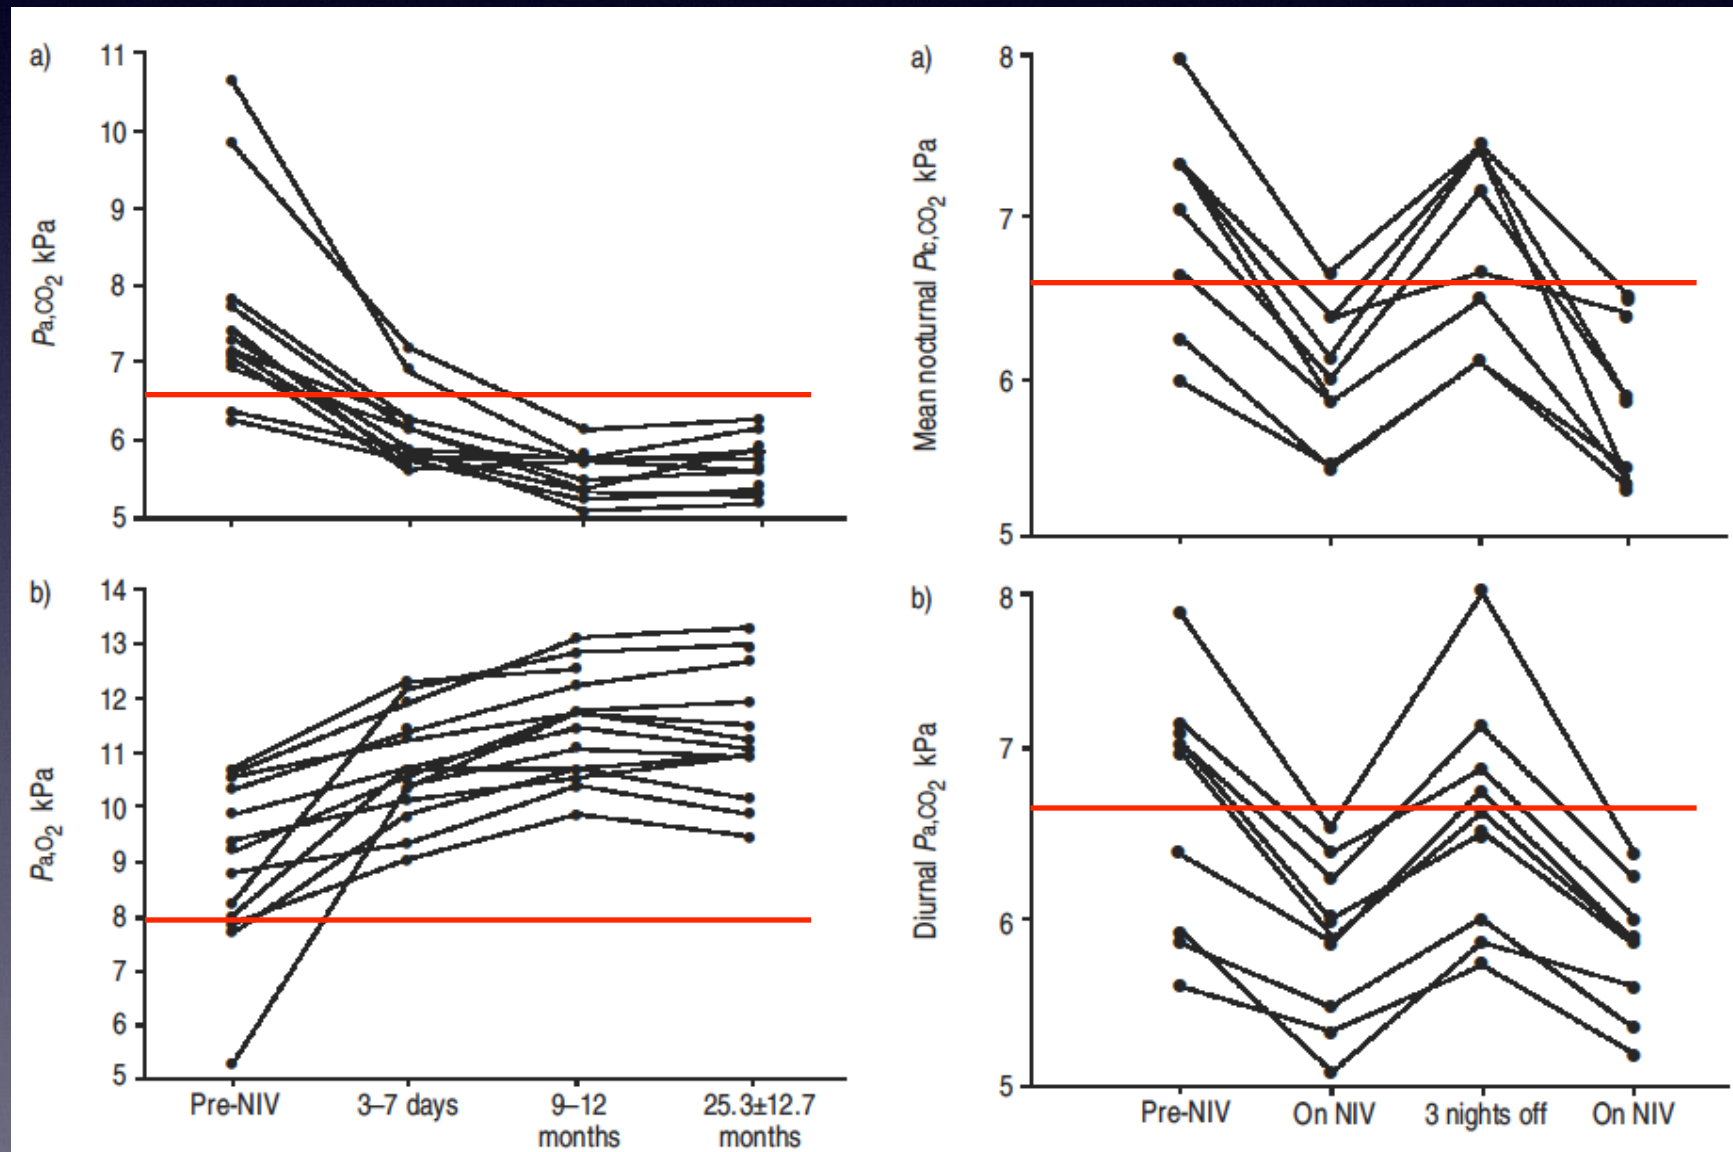 a)
11
10
9
8
7
6
5
Pa,CO2 kPa
b)
14
13
12
11
10
9
8
7
6
5
Pa,O2 kPa
Pre-NIV
3–7 days
9–12
months
25.3±12.7
months
a)
8
7
6
5
Mean nocturnal Ptc,CO2 kPa
b)
8
7
6
5
Diurnal Pa,CO2 kPa
Pre-NIV
On NIV
3 nights off
On NIV